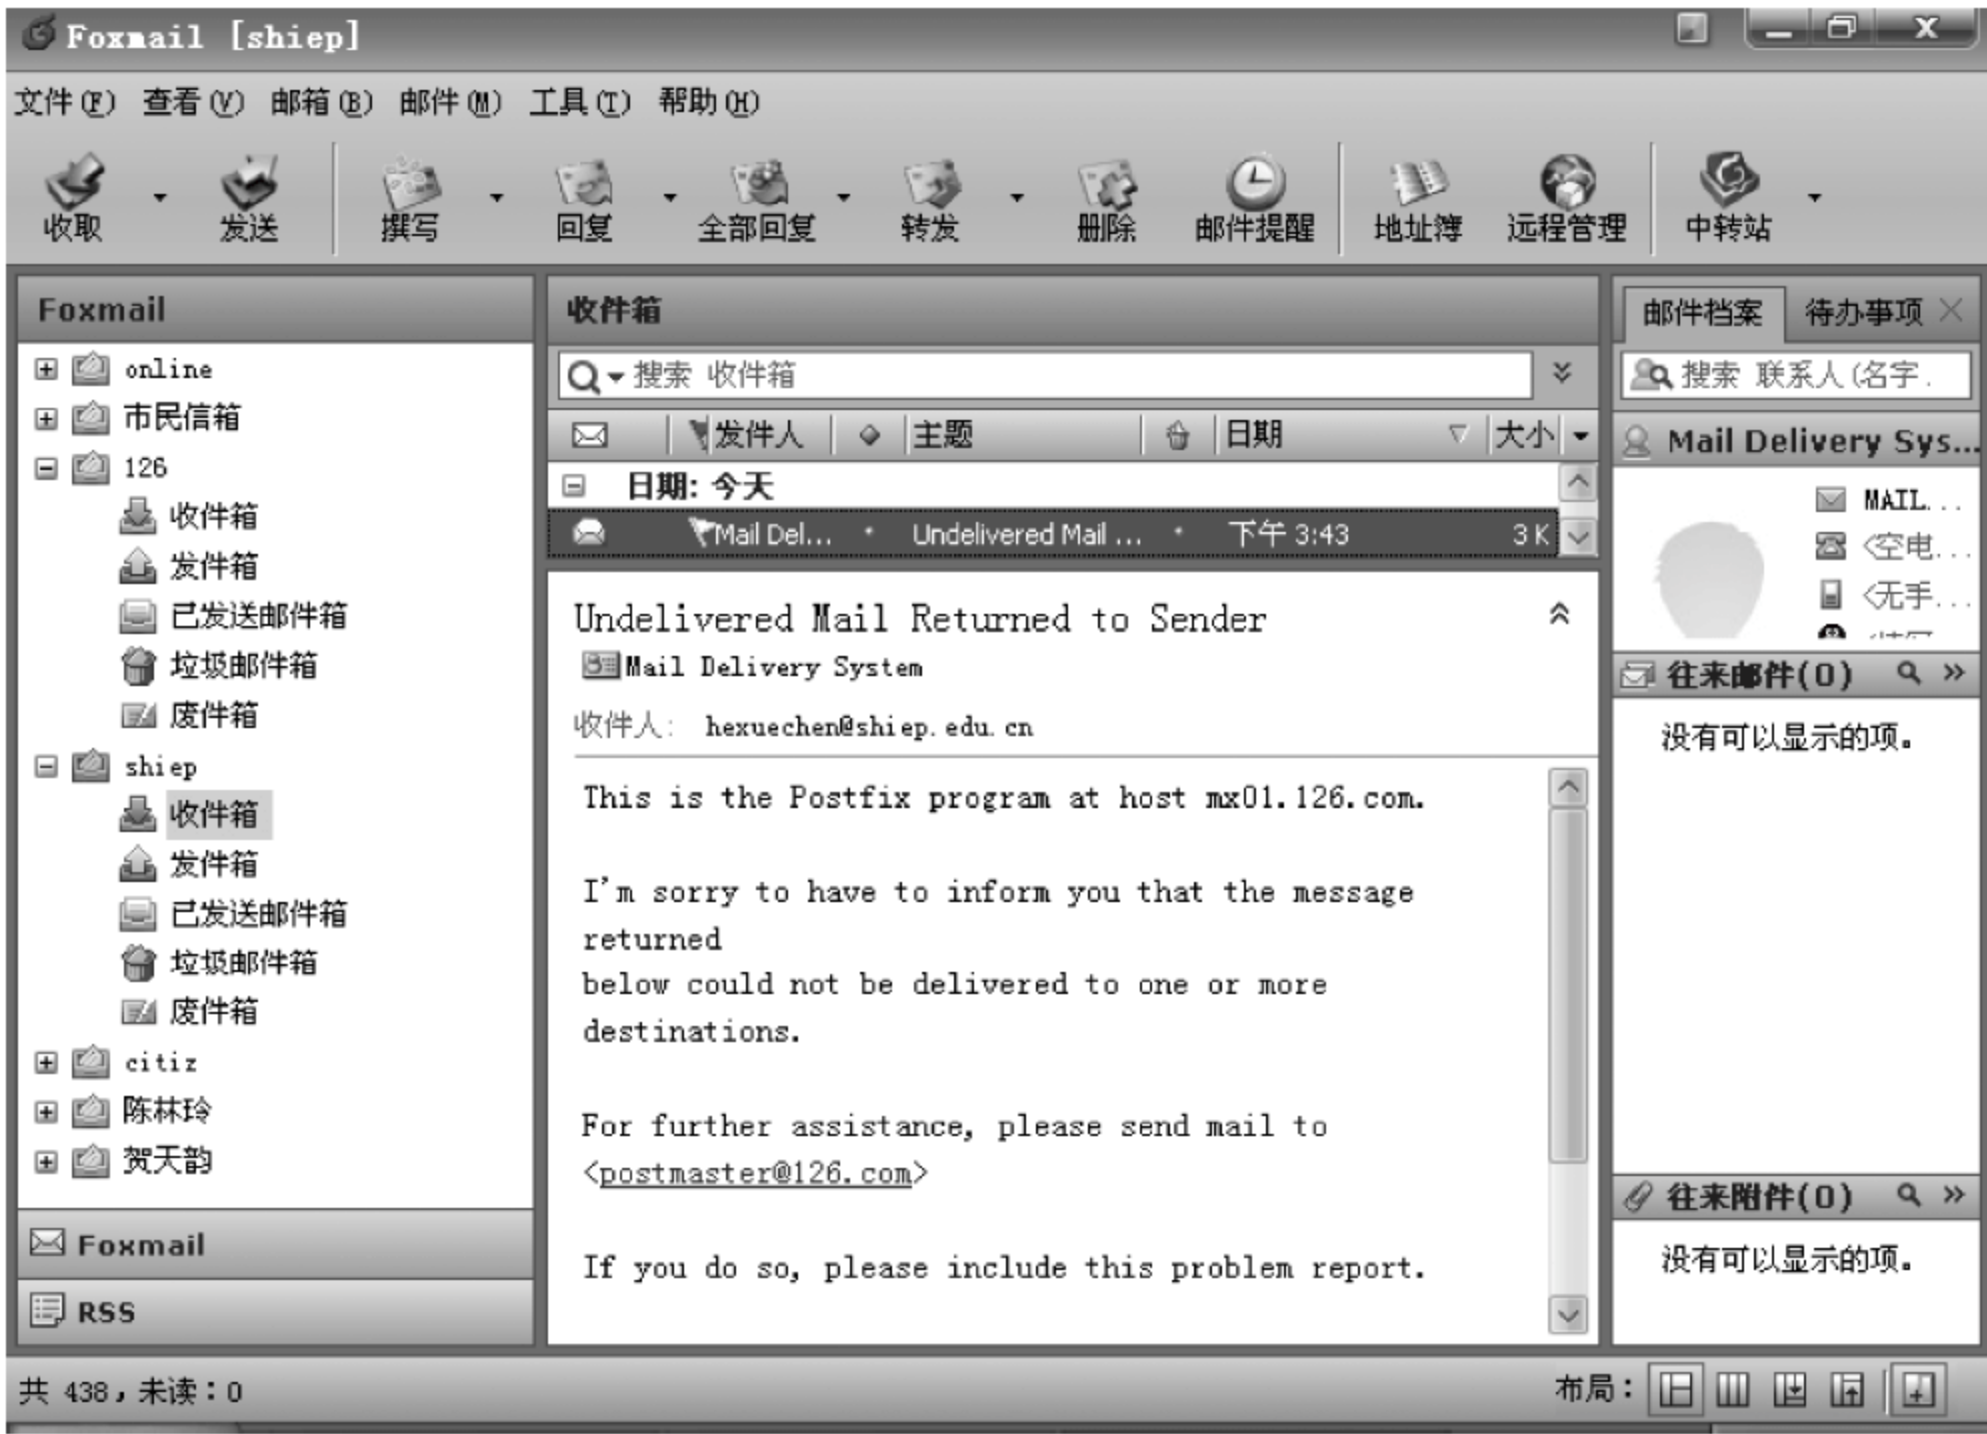 Foxmail [shiep]
文件(F) 查看(V) 邮箱(B) 邮件(M) 工具(T) 帮助(H)
收取 发送 撰写 回复 全部回复 转发 删除 邮件提醒 地址簿 远程管理 中转站
Foxmail
online
市民信箱
126
收件箱
发件箱
已发送邮件箱
垃圾邮件箱
废件箱
shiep
收件箱
发件箱
已发送邮件箱
垃圾邮件箱
废件箱
citiz
陈林玲
贺天韵
Foxmail
RSS
收件箱
搜索 收件箱
发件人 主题 日期 大小
日期: 今天
Mail Del... Undelivered Mail ... 下午 3:43 3 K
Undelivered Mail Returned to Sender
Mail Delivery System
收件人: hexuechen@shiep.edu.cn
This is the Postfix program at host mx01.126.com.
I'm sorry to have to inform you that the message
returned
below could not be delivered to one or more
destinations.
For further assistance, please send mail to
<postmaster@126.com>
If you do so, please include this problem report.
邮件档案 待办事项
搜索 联系人(名字.
Mail Delivery Sys...
MAIL...
<空电...
<无手...
往来邮件(0)
没有可以显示的项。
往来附件(0)
没有可以显示的项。
共 438，未读：0
布局：